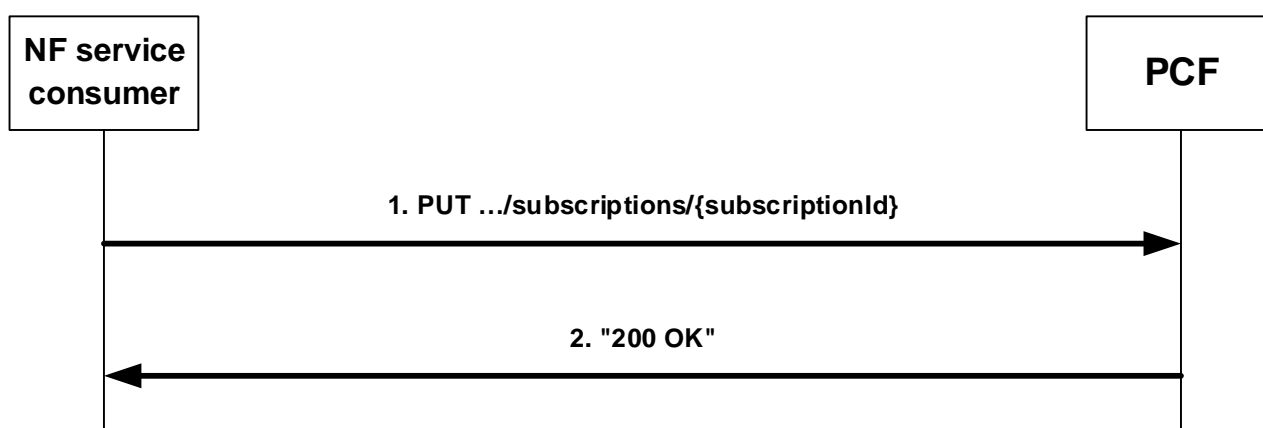 NF service
consumer
PCF
1. PUT …/subscriptions/{subscriptionId}
2. "200 OK"